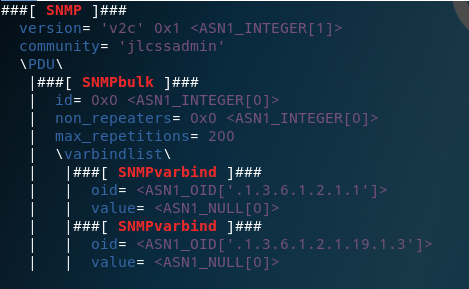 ###[ SNMP ]###
  version= 'v2c' 0x1 <ASN1_INTEGER[1]>
  community= 'jlcssadmin'
  \PDU\
   |###[ SNMPbulk ]###
   |  id= 0x0 <ASN1_INTEGER[0]>
   |  non_repeaters= 0x0 <ASN1_INTEGER[0]>
   |  max_repetitions= 200
   |  \varbindlist\
   |   |###[ SNMPvarbind ]###
   |   |  oid= <ASN1_OID['.1.3.6.1.2.1.1']>
   |   |  value= <ASN1_NULL[0]>
   |   |###[ SNMPvarbind ]###
   |   |  oid= <ASN1_OID['.1.3.6.1.2.1.19.1.3']>
   |   |  value= <ASN1_NULL[0]>